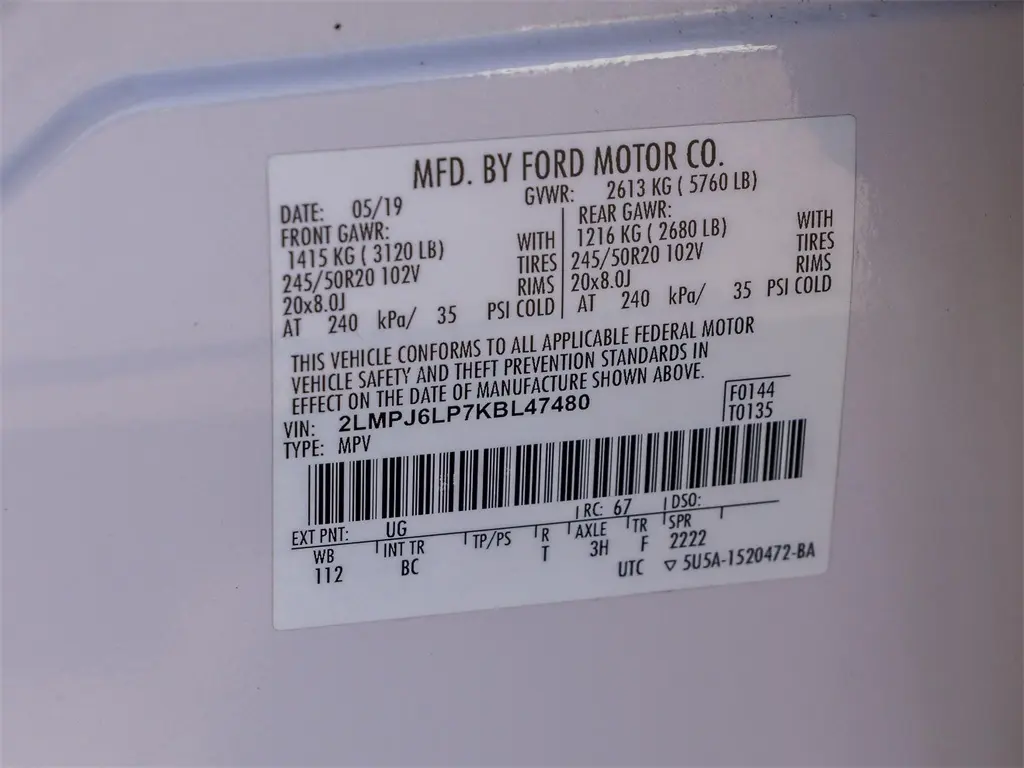 MFD. BY FORD MOTOR CO.
DATE: 05/19 GVWR: 2613 KG ( 5760 LB)
FRONT GAWR: REAR GAWR:
1415 KG ( 3120 LB) WITH 1216 KG ( 2680 LB) WITH
245/50R20 102V TIRES 245/50R20 102V TIRES
20x8.0J RIMS 20x8.0J RIMS
AT 240 kPa/ 35 PSI COLD AT 240 kPa/ 35 PSI COLD
THIS VEHICLE CONFORMS TO ALL APPLICABLE FEDERAL MOTOR
VEHICLE SAFETY AND THEFT PREVENTION STANDARDS IN
EFFECT ON THE DATE OF MANUFACTURE SHOWN ABOVE.
VIN: 2LMPJ6LP7KBL47480 F0144
TYPE: MPV T0135
EXT PNT: UG RC: 67 DSO:
WB INT TR TP/PS R AXLE TR SPR
112 BC T 3H F 2222
UTC ▽ 5U5A-1520472-BA